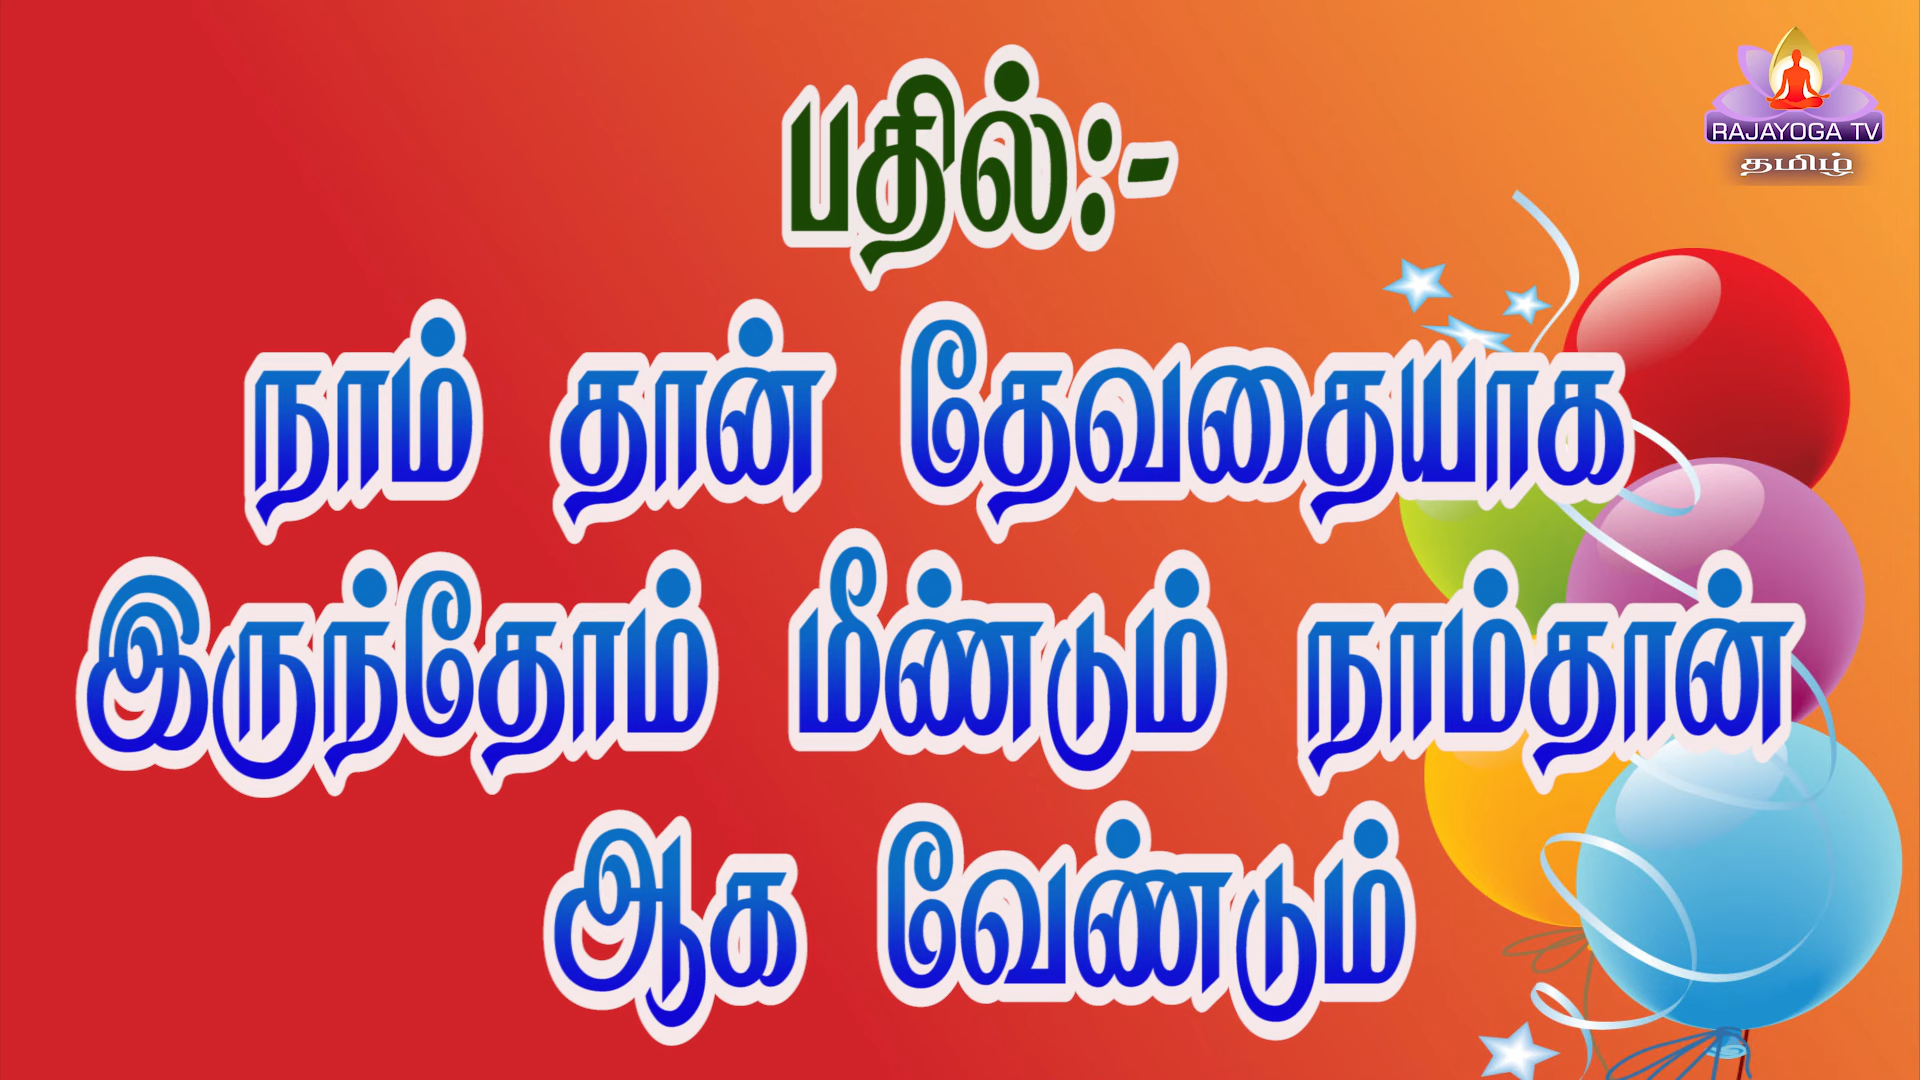 பதில்:-
நாம் தான் தேவதையாக
இருந்தோம் மீண்டும் நாம்தான்
ஆக வேண்டும்
RAJAYOGA TV
தமிழ்